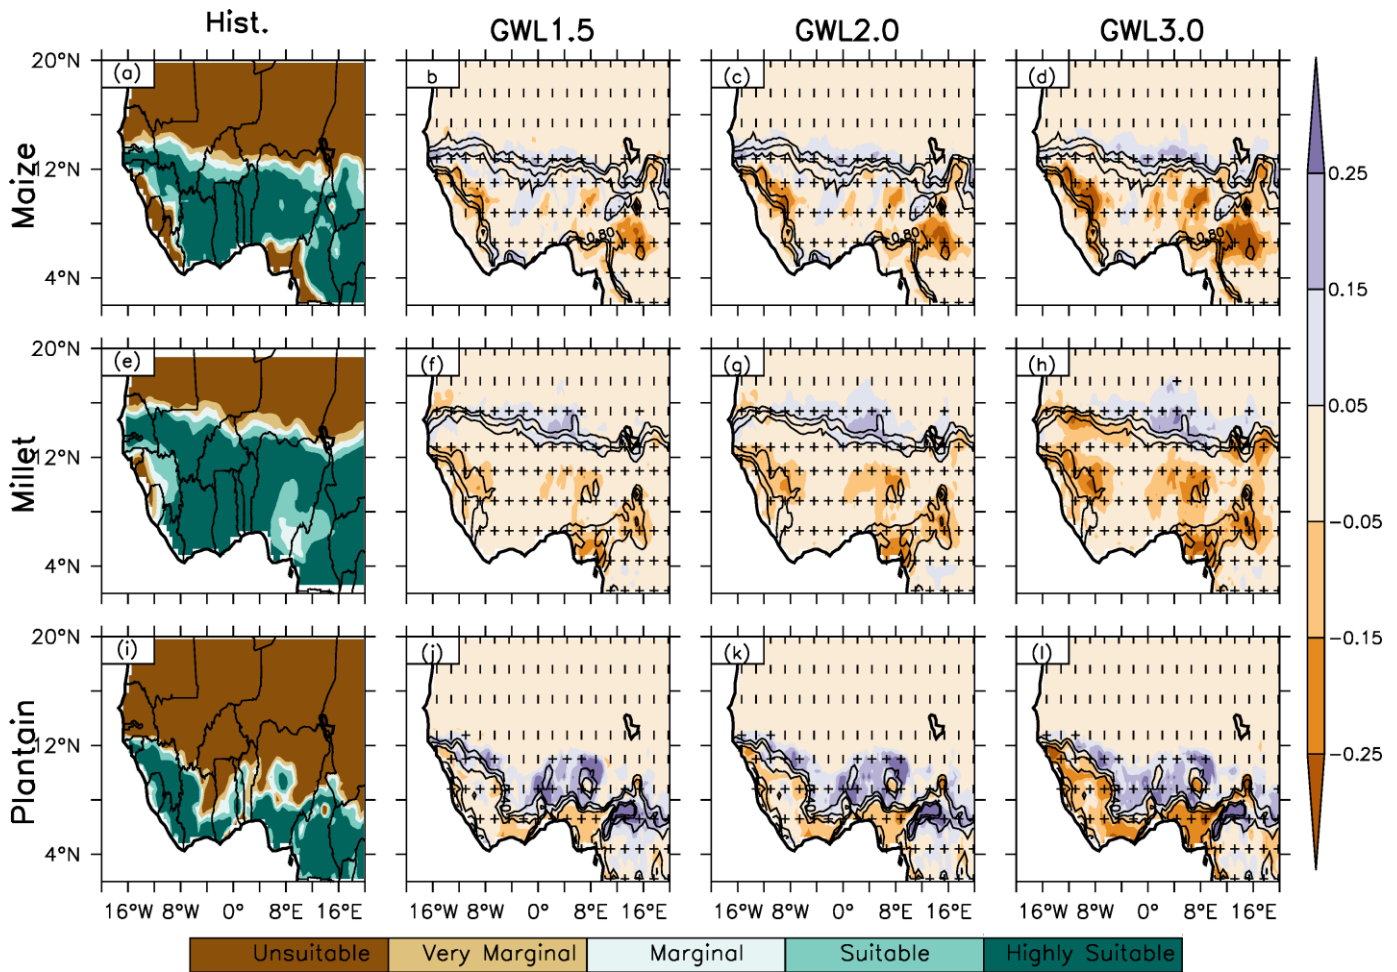 Hist. GWL1.5 GWL2.0 GWL3.0
Maize
20°N
12°N
4°N
(a) b (c) (d)
0.80 0.80
Millet
20°N
12°N
4°N
(e) (f) (g) (h)
Plantain
20°N
12°N
4°N
(i) (j) (k) (l)
16°W 8°W 0° 8°E 16°E 16°W 8°W 0° 8°E 16°E 16°W 8°W 0° 8°E 16°E 16°W 8°W 0° 8°E 16°E
0.25
0.15
0.05
-0.05
-0.15
-0.25
Unsuitable Very Marginal Marginal Suitable Highly Suitable